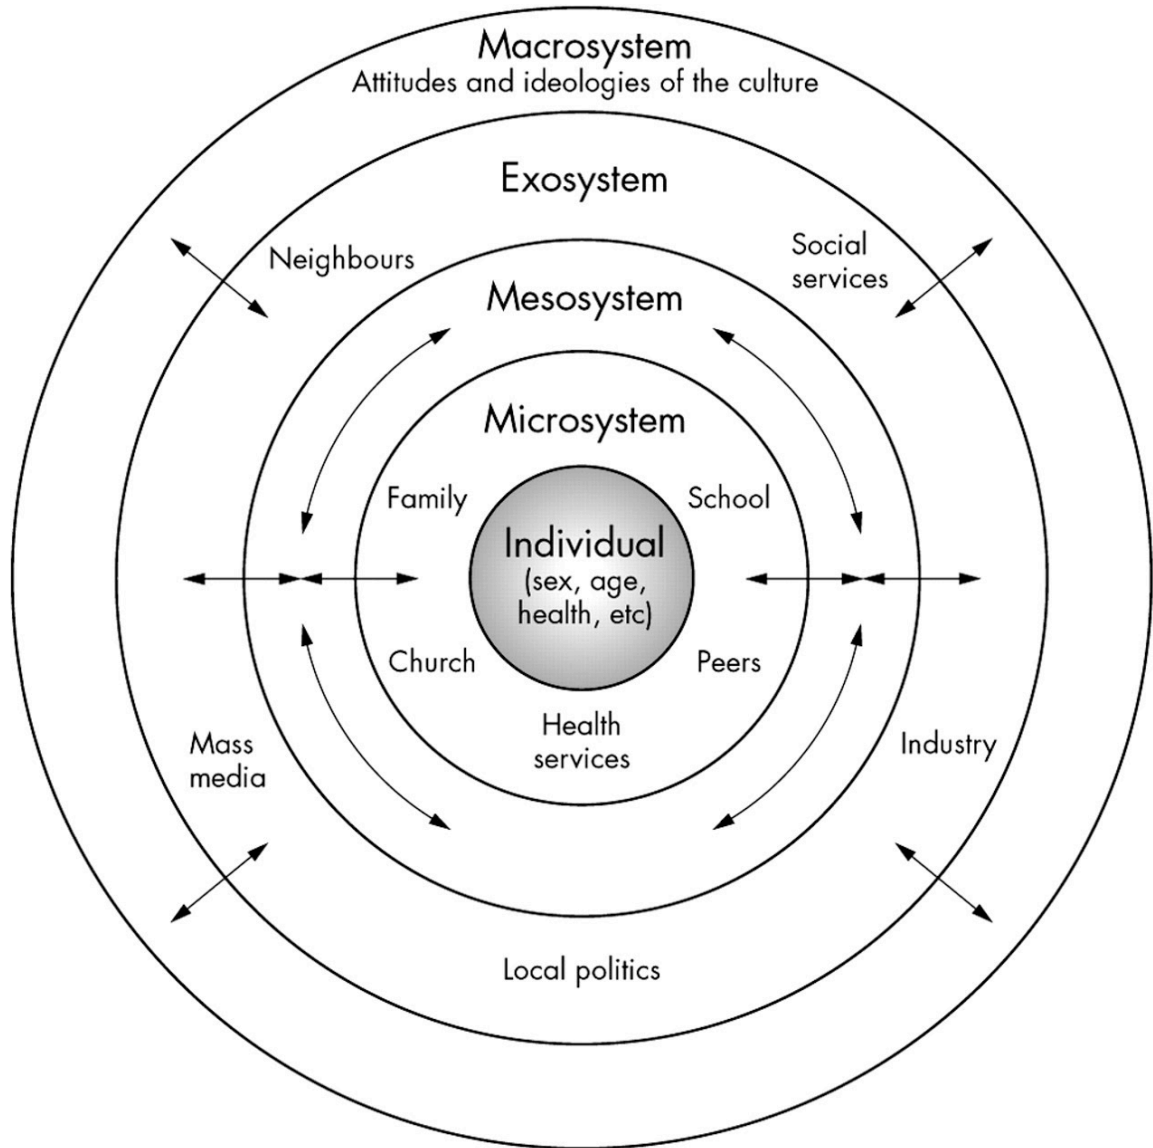 Macrosystem
Attitudes and ideologies of the culture
Exosystem
Neighbours
Social
services
Mesosystem
Microsystem
Family
School
Individual
(sex, age,
health, etc)
Church
Peers
Health
services
Mass
media
Industry
Local politics